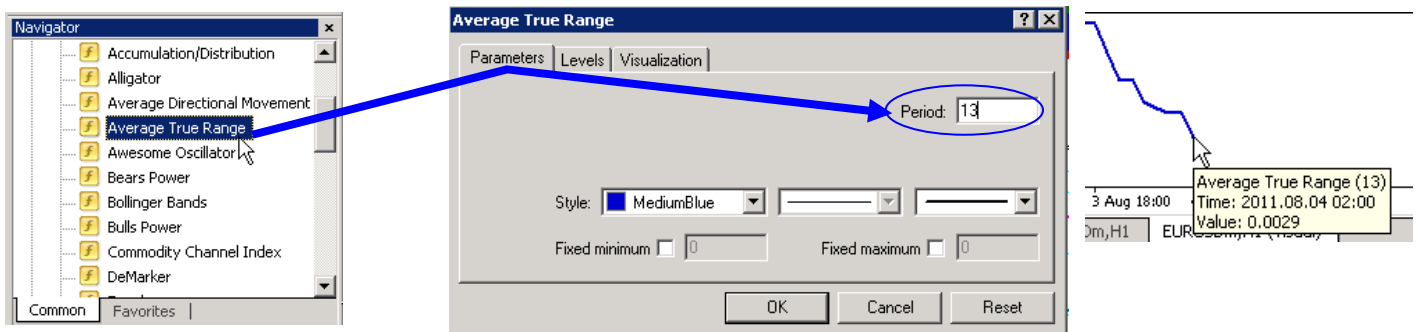 Navigator
Accumulation/Distribution
Alligator
Average Directional Movement
Average True Range
Awesome Oscillator
Bears Power
Bollinger Bands
Bulls Power
Commodity Channel Index
DeMarker
Common
Favorites
Average True Range
Parameters Levels Visualization
Period: 13
Style: MediumBlue
Fixed minimum 0 Fixed maximum 0
OK Cancel Reset
Average True Range (13)
Time: 2011.08.04 02:00
Value: 0.0029
3 Aug 18:00
m,H1